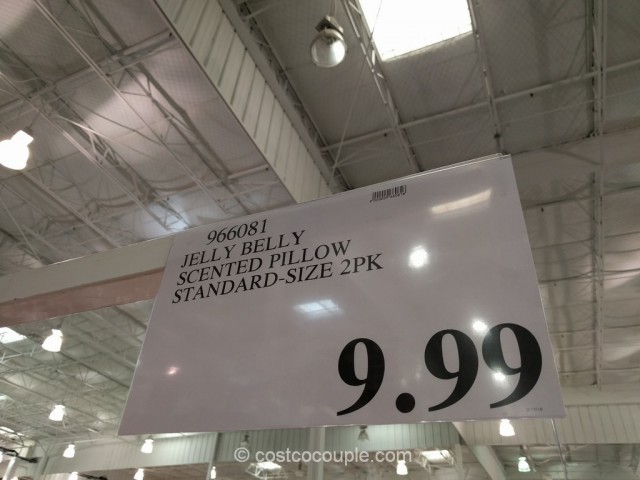 966081
JELLY BELLY
SCENTED PILLOW
STANDARD-SIZE 2PK
9.99
© costcocouple.com